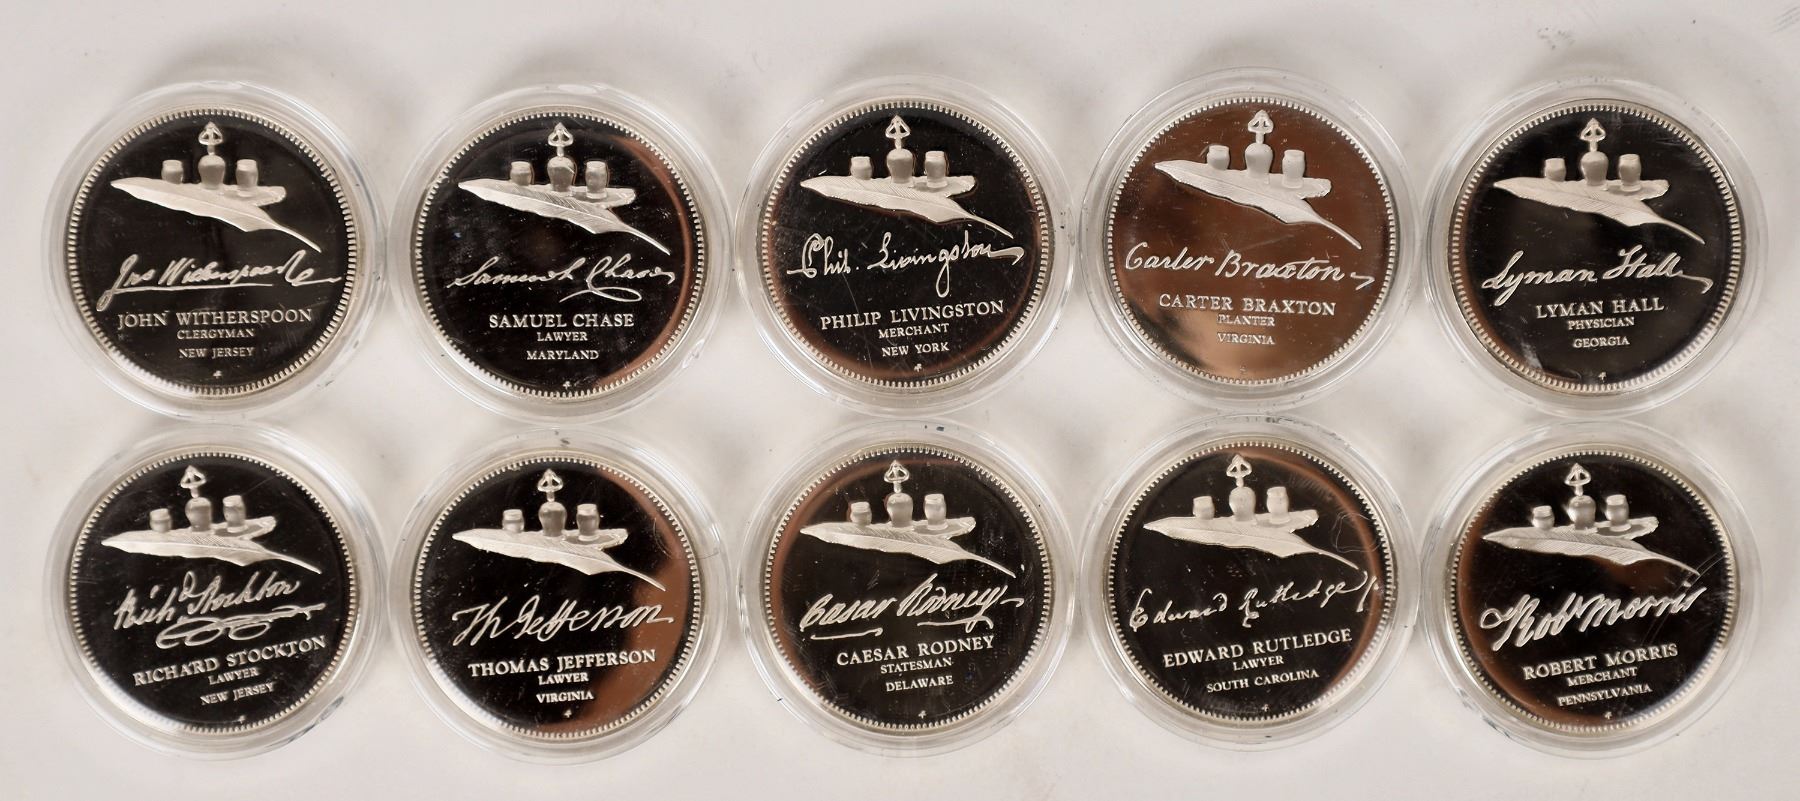 Jno Witherspoon
JOHN WITHERSPOON
CLERGYMAN
NEW JERSEY
Samuel Chase
SAMUEL CHASE
LAWYER
MARYLAND
Phil. Livingston
PHILIP LIVINGSTON
MERCHANT
NEW YORK
Carter Braxton
CARTER BRAXTON
PLANTER
VIRGINIA
Lyman Hall
LYMAN HALL
PHYSICIAN
GEORGIA
Richd Stockton
RICHARD STOCKTON
LAWYER
NEW JERSEY
Th Jefferson
THOMAS JEFFERSON
LAWYER
VIRGINIA
Caesar Rodney
CAESAR RODNEY
STATESMAN
DELAWARE
Edward Rutledge
EDWARD RUTLEDGE
LAWYER
SOUTH CAROLINA
Robt Morris
ROBERT MORRIS
MERCHANT
PENNSYLVANIA